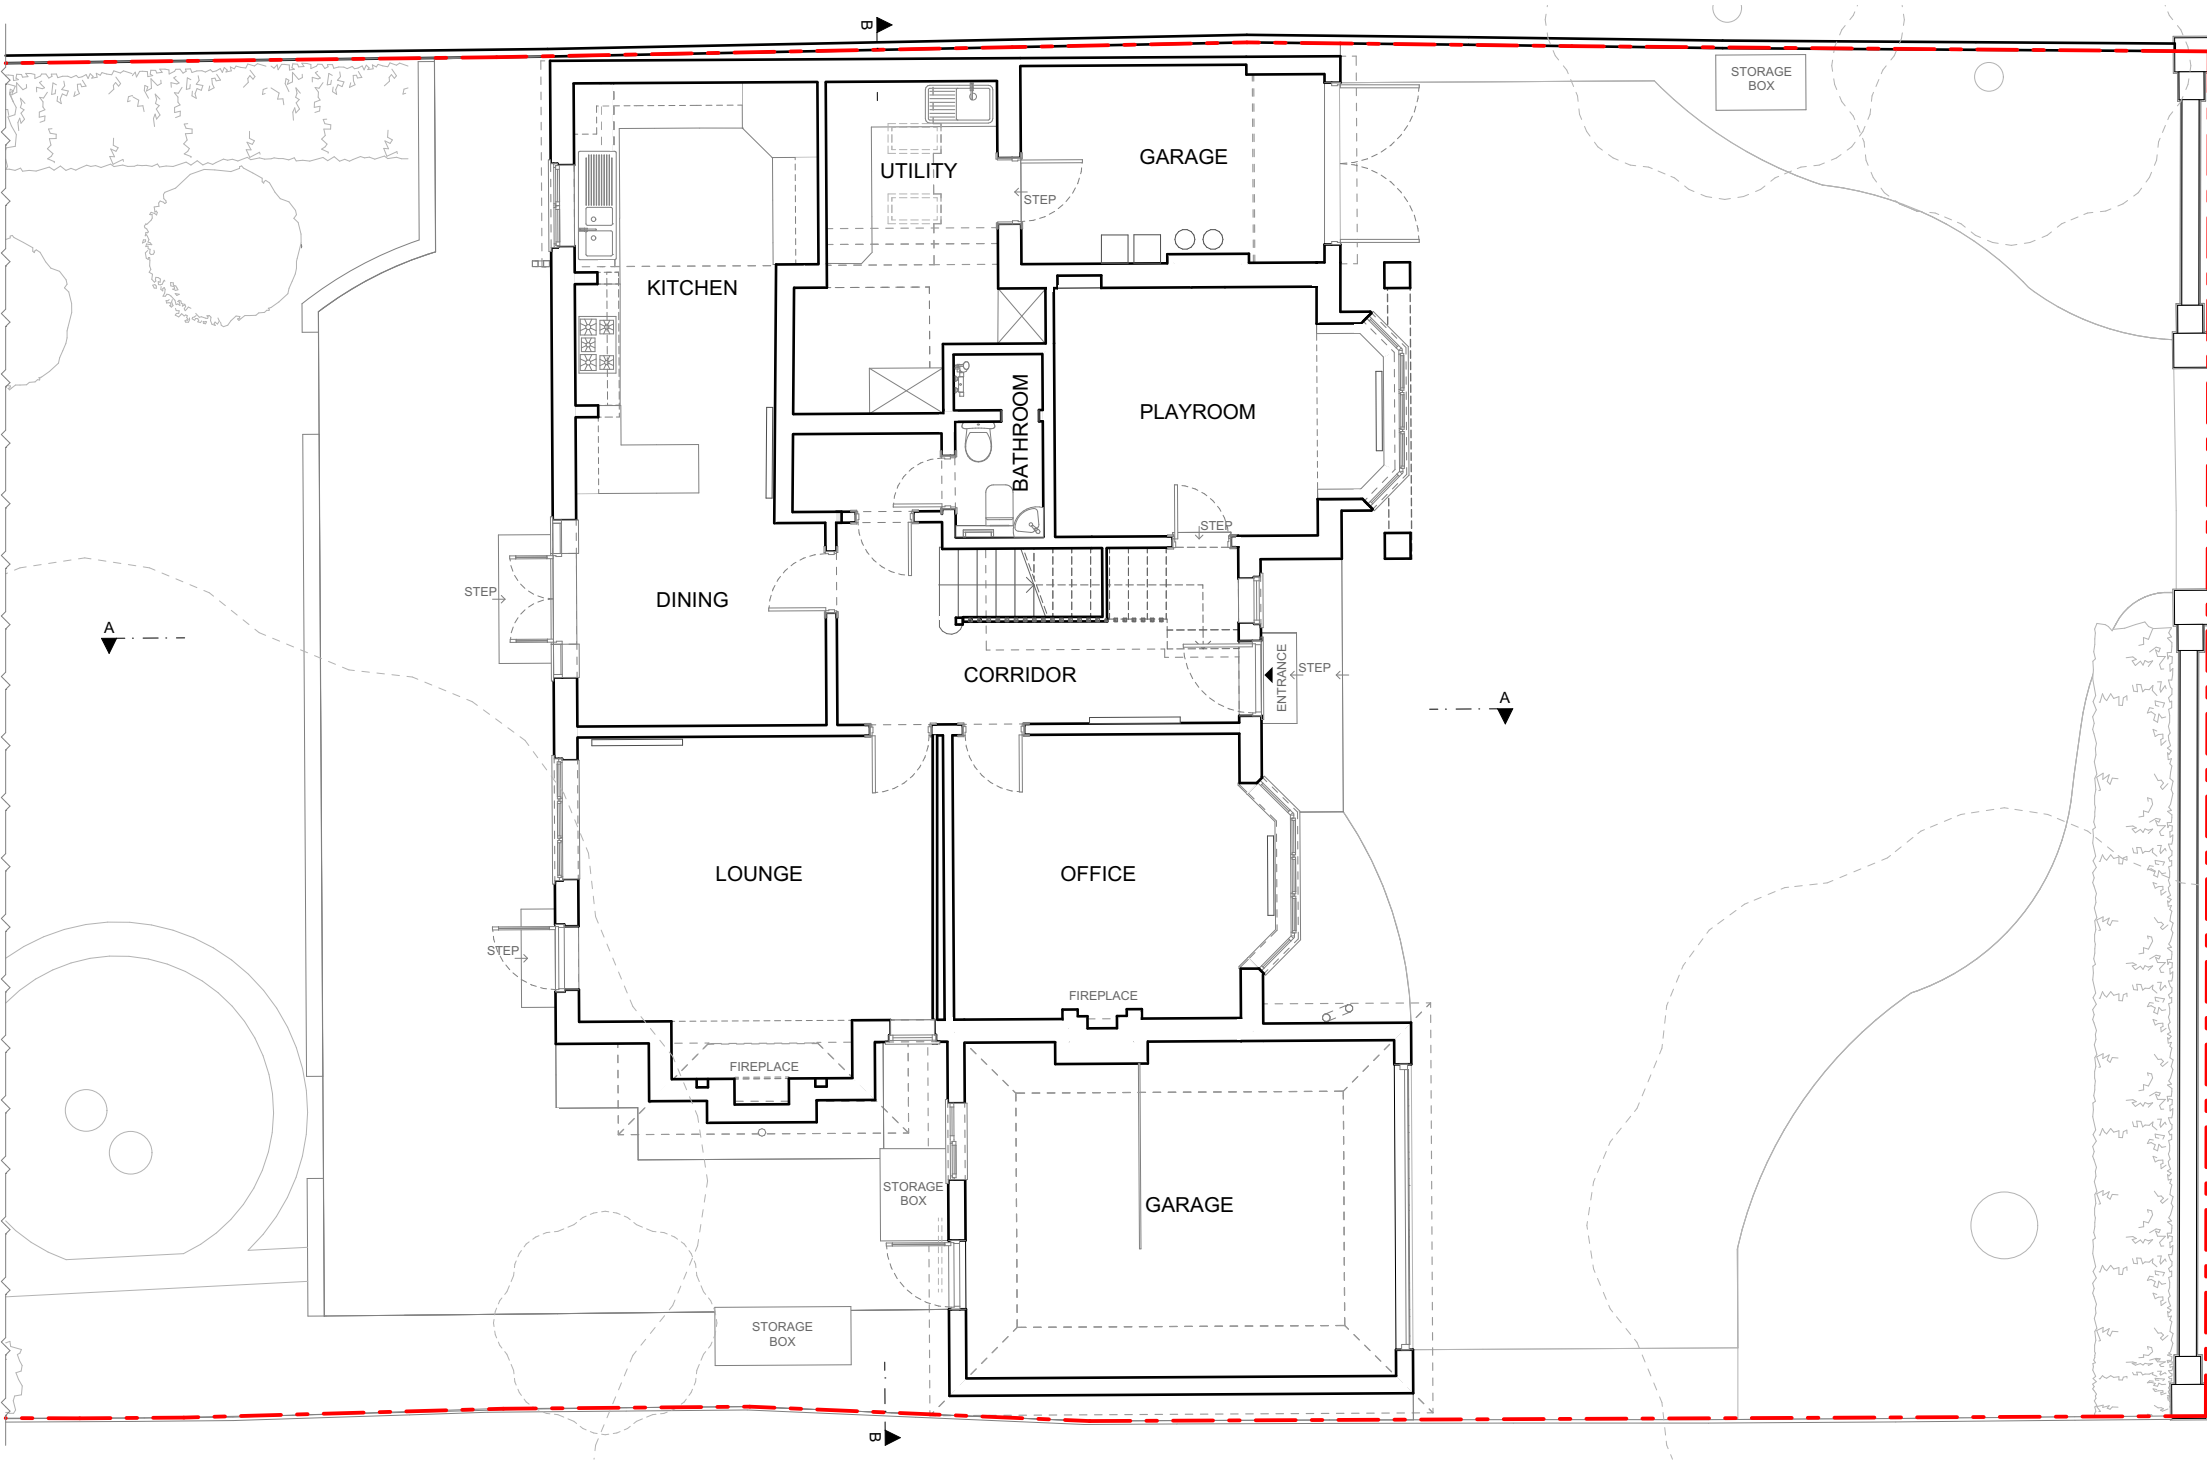 B
STORAGE
BOX
GARAGE
UTILITY
STEP
KITCHEN
BATHROOM
PLAYROOM
STEP
STEP
DINING
A
CORRIDOR
ENTRANCE
STEP
A
LOUNGE
OFFICE
STEP
FIREPLACE
FIREPLACE
STORAGE
BOX
GARAGE
STORAGE
BOX
B